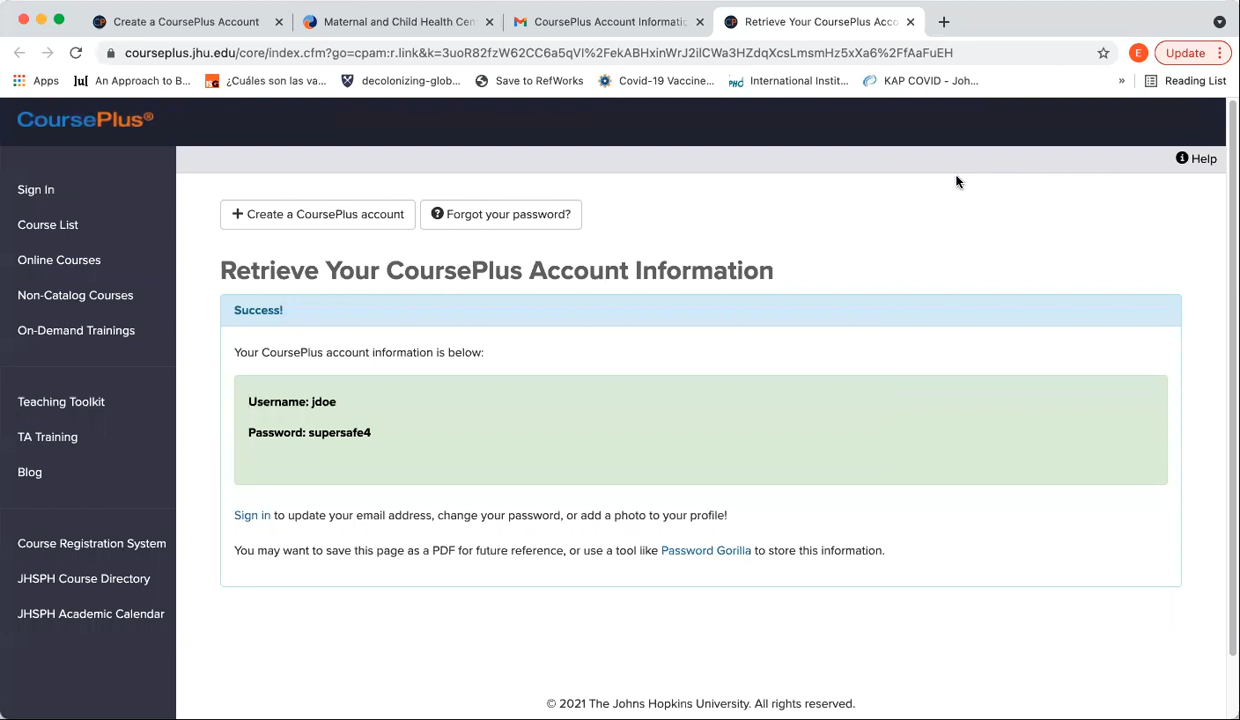 Create a CoursePlus Account
Maternal and Child Health Cen
CoursePlus Account Informatic
Retrieve Your CoursePlus Acco
courseplus.jhu.edu/core/index.cfm?go=cpam:r.link&k=3uoR82fzW62CC6a5qVl%2FekABHxinWrJ2ilCWa3HZdqXcsLmsmHz5xXa6%2FfAaFuEH
E
Update
Apps
An Approach to B...
¿Cuáles son las va...
decolonizing-glob...
Save to RefWorks
Covid-19 Vaccine...
International Instit...
KAP COVID - Joh...
»
Reading List
CoursePlus®
Help
Sign In
Course List
Online Courses
Non-Catalog Courses
On-Demand Trainings
Teaching Toolkit
TA Training
Blog
Course Registration System
JHSPH Course Directory
JHSPH Academic Calendar
+ Create a CoursePlus account
Forgot your password?
Retrieve Your CoursePlus Account Information
Success!
Your CoursePlus account information is below:
Username: jdoe
Password: supersafe4
Sign in to update your email address, change your password, or add a photo to your profile!
You may want to save this page as a PDF for future reference, or use a tool like Password Gorilla to store this information.
© 2021 The Johns Hopkins University. All rights reserved.